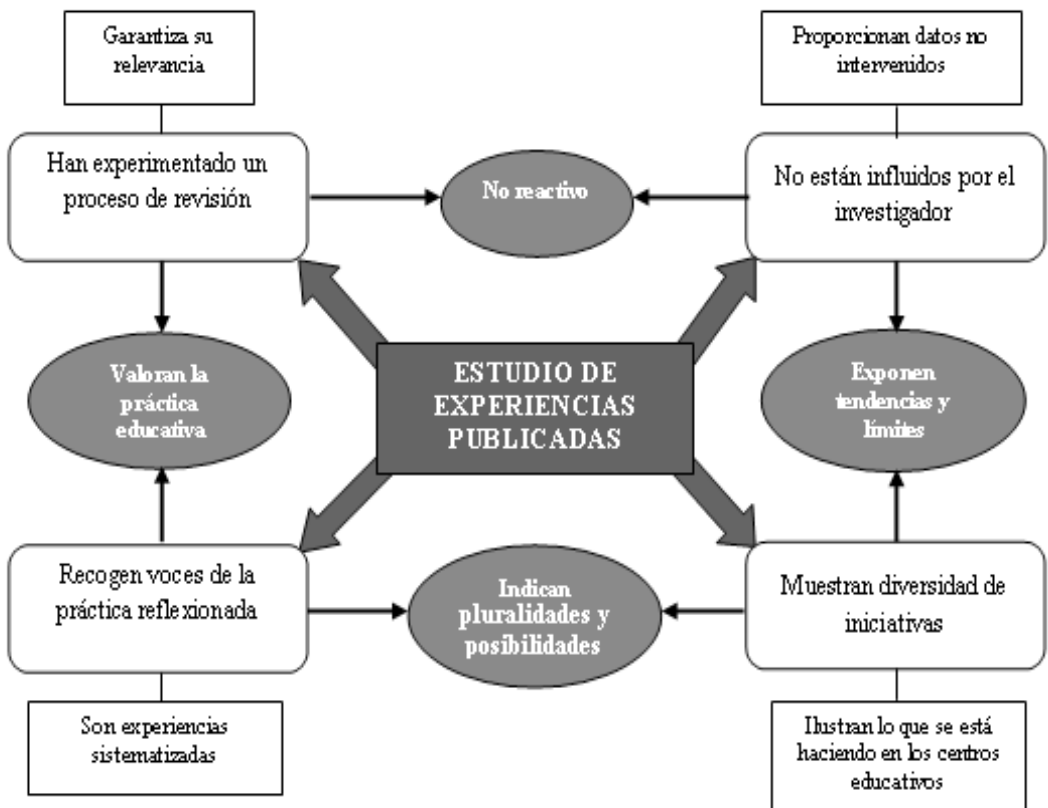 Garantiza su
relevancia
Proporcionan datos no
intervenidos
Han experimentado un
proceso de revisión
No reactivo
No están influidos por el
investigador
Valoran la
práctica
educativa
ESTUDIO DE
EXPERIENCIAS
PUBLICADAS
Exponen
tendencias y
límites
Recogen voces de la
práctica reflexionada
Indican
pluralidades y
posibilidades
Muestran diversidad de
iniciativas
Son experiencias
sistematizadas
Ilustran lo que se está
haciendo en los centros
educativos